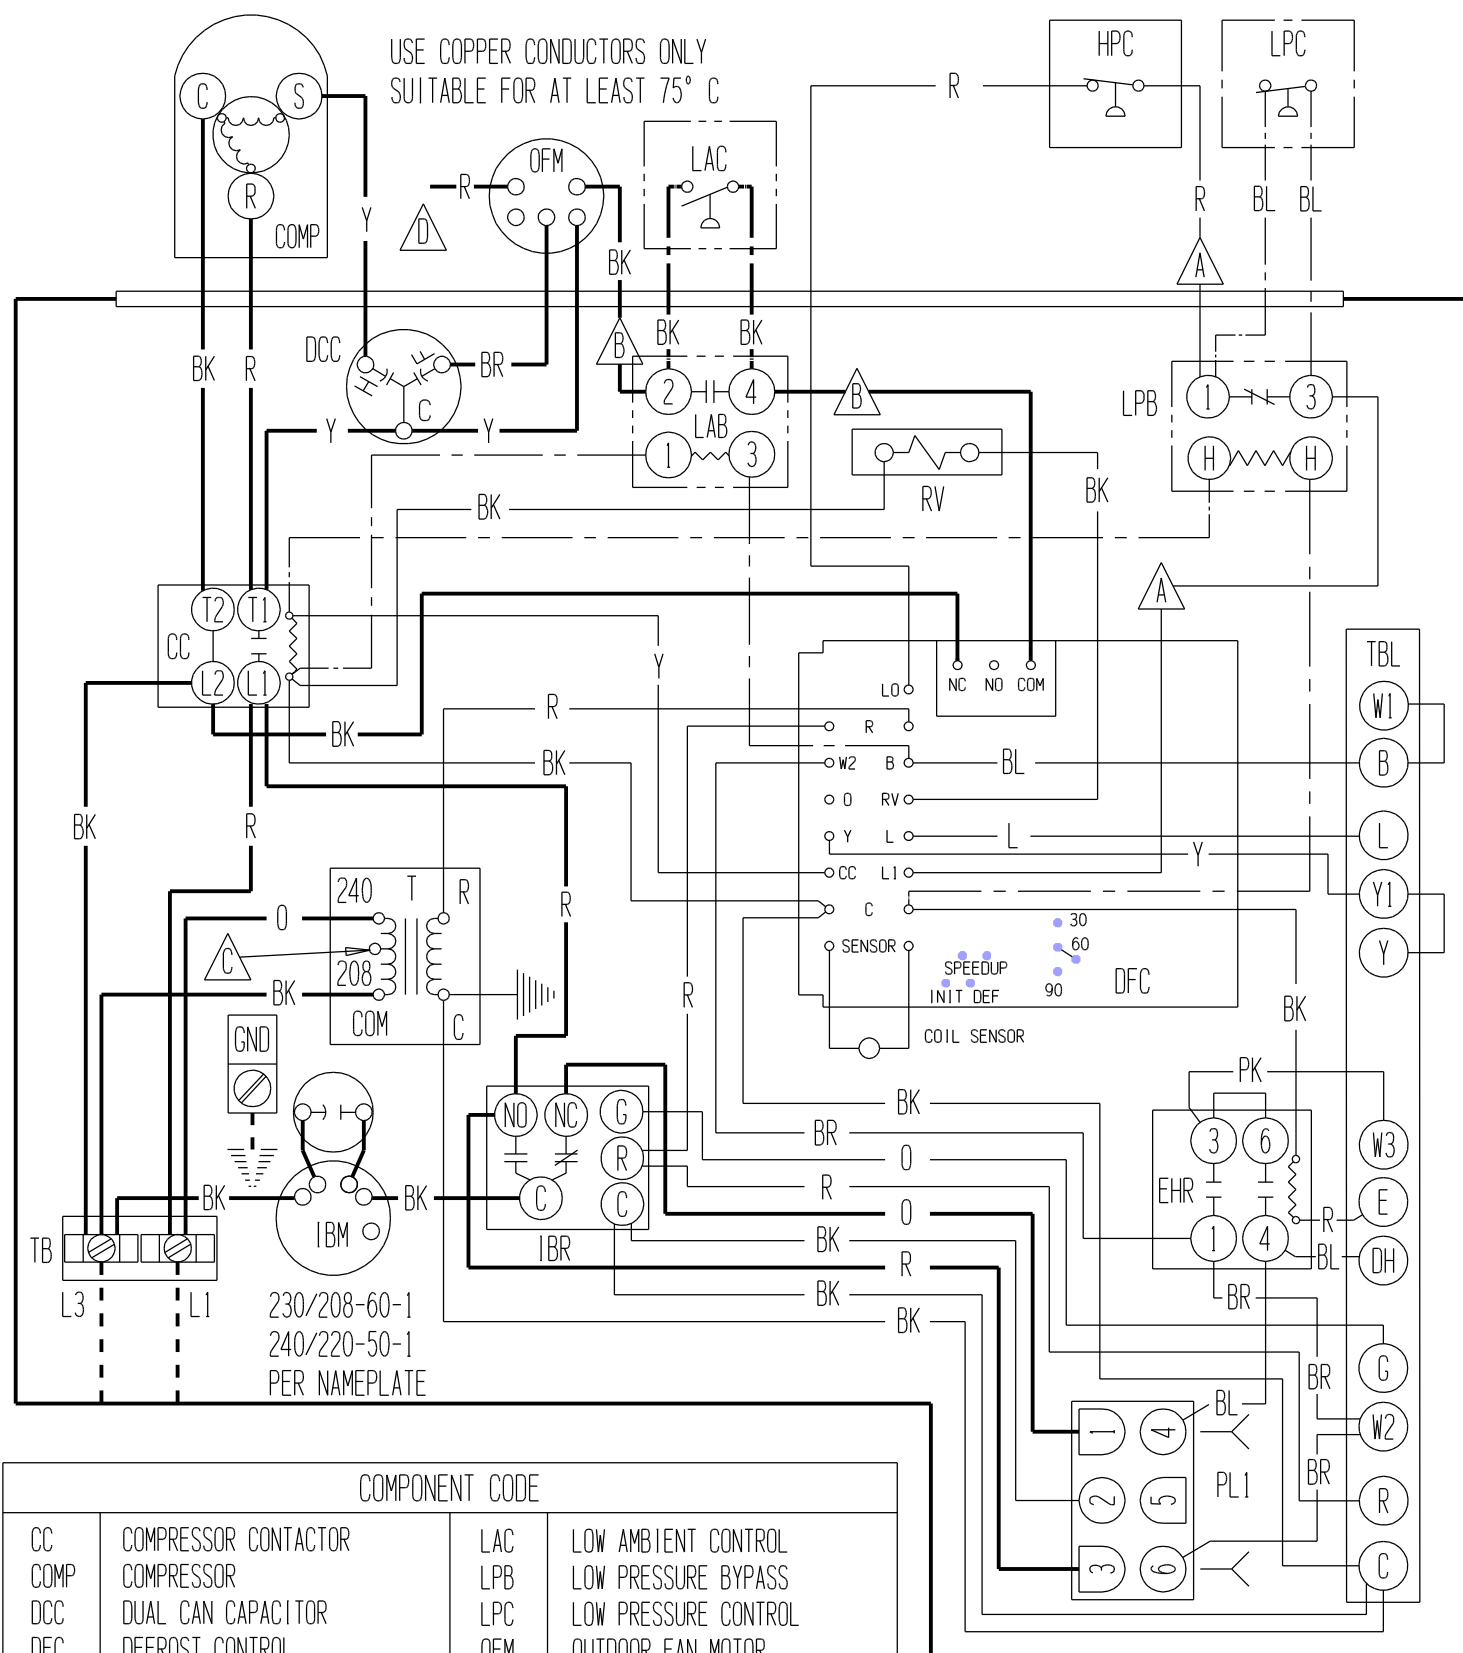 USE COPPER CONDUCTORS ONLY
SUITABLE FOR AT LEAST 75° C
HPC
LPC
C
S
R
COMP
Y
OFM
R
D
LAC
BK
R
R
BL
BL
A
BK
R
DCC
H
F
C
BR
B
BK
BK
2
4
B
LAB
1
3
LPB
1
3
H
H
Y
Y
RV
BK
BK
CC
T2
T1
L2
L1
A
Y
LO
NC
NO
COM
TBL
W1
R
R
BK
BK
W2
B
BL
B
O
RV
Y
L
L
L
Y
CC
L1
Y1
C
SENSOR
Y
30
60
90
SPEEDUP
INIT DEF
DFC
COIL SENSOR
BK
R
240
T
R
O
C
208
BK
COM
C
R
R
BK
GND
NO
NC
G
R
C
C
IBR
BK
BK
IBM
TB
L3
L1
230/208-60-1
240/220-50-1
PER NAMEPLATE
BK
BR
O
R
O
BK
R
BK
BK
PK
3
6
EHR
1
4
R
BL
BR
W3
E
DH
G
BR
W2
BR
R
C
BL
1
4
2
5
PL1
3
6
COMPONENT CODE
CC COMPRESSOR CONTACTOR LAC LOW AMBIENT CONTROL
COMP COMPRESSOR LPB LOW PRESSURE BYPASS
DCC DUAL CAN CAPACITOR LPC LOW PRESSURE CONTROL
DFC DEFROST CONTROL OFM OUTDOOR FAN MOTOR